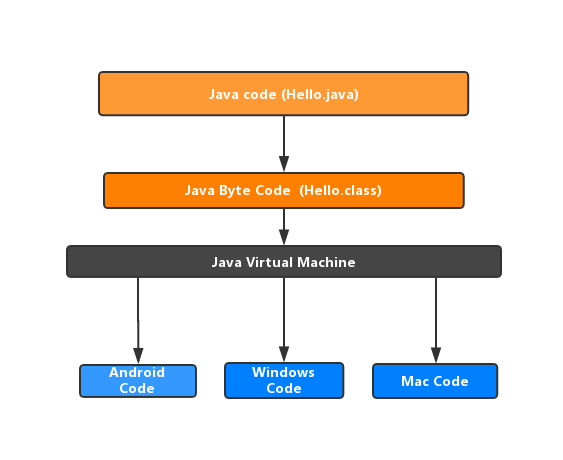 Java code (Hello.java)
Java Byte Code  (Hello.class)
Java Virtual Machine
Android
Code
Windows
Code
Mac Code